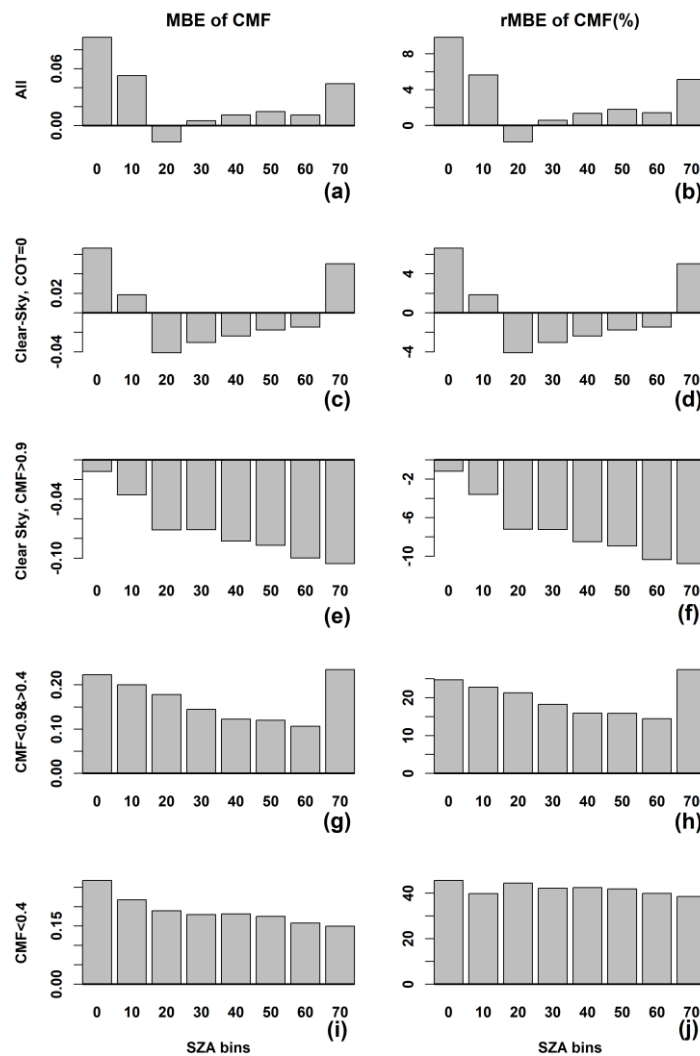 MBE of CMF
rMBE of CMF(%)
All
0.00 0.06
0 4 8
0 10 20 30 40 50 60 70
0 10 20 30 40 50 60 70
(a)
(b)
Clear-Sky, COT=0
-0.04 0.02
-4 0 4
0 10 20 30 40 50 60 70
0 10 20 30 40 50 60 70
(c)
(d)
Clear Sky, CMF>0.9
-0.10 -0.04
-10 -6 -2
0 10 20 30 40 50 60 70
0 10 20 30 40 50 60 70
(e)
(f)
CMF<0.9&>0.4
0.00 0.10 0.20
0 10 20
0 10 20 30 40 50 60 70
0 10 20 30 40 50 60 70
(g)
(h)
CMF<0.4
0.00 0.15
0 20 40
0 10 20 30 40 50 60 70
0 10 20 30 40 50 60 70
(i)
(j)
SZA bins
SZA bins